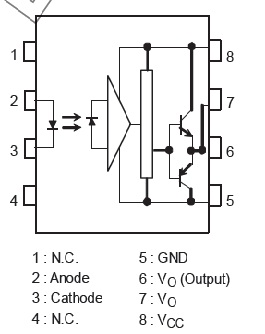 1 8
2 7
3 6
4 5
1 : N.C. 5 : GND
2 : Anode 6 : VO (Output)
3 : Cathode 7 : VO
4 : N.C. 8 : VCC